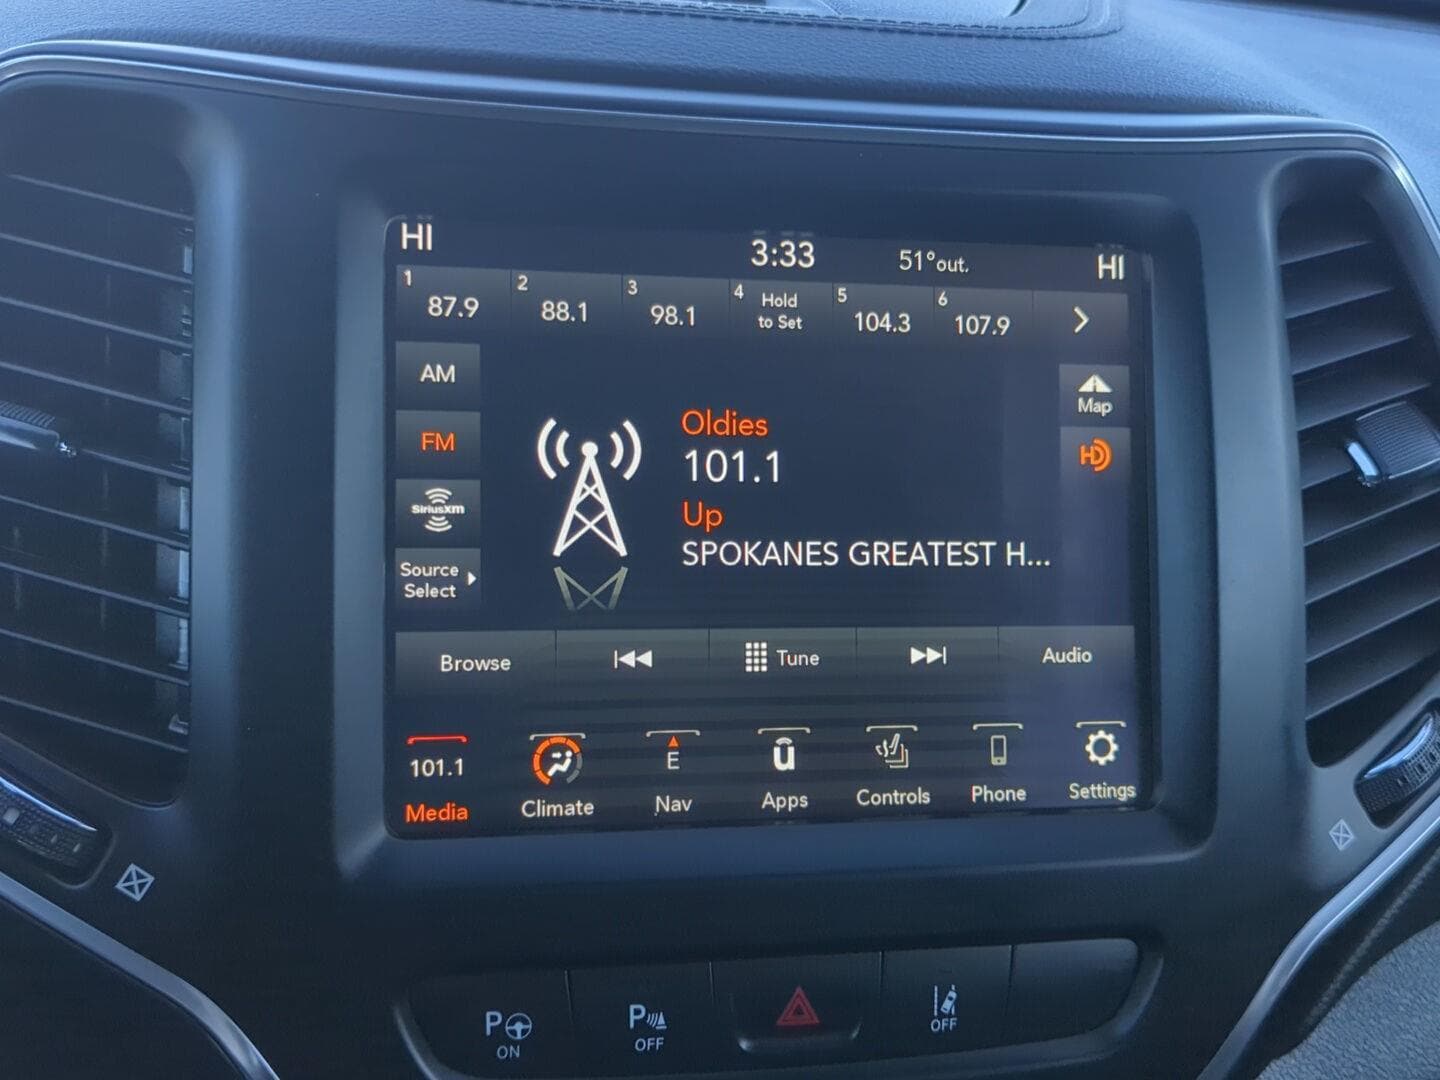 HI 3:33 51°out. HI
1 87.9 2 88.1 3 98.1 4 Hold to Set 5 104.3 6 107.9
AM
FM
SiriusXm
Source
Select
Oldies
101.1
Up
SPOKANES GREATEST H...
Map
HD
Browse Tune Audio
101.1 E ū
Media Climate Nav Apps Controls Phone Settings
P ON
P OFF
OFF